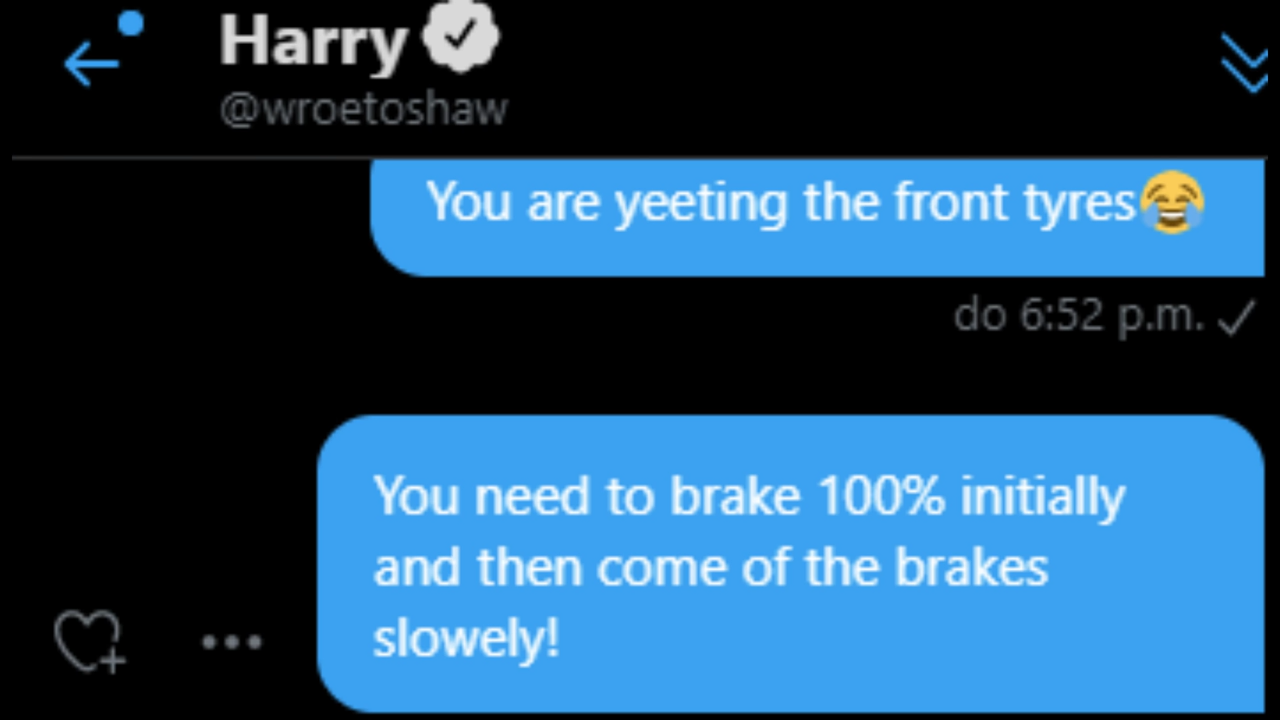 Harry
@wroetoshaw
You are yeeting the front tyres😂
do 6:52 p.m. ✓
You need to brake 100% initially
and then come of the brakes
slowely!